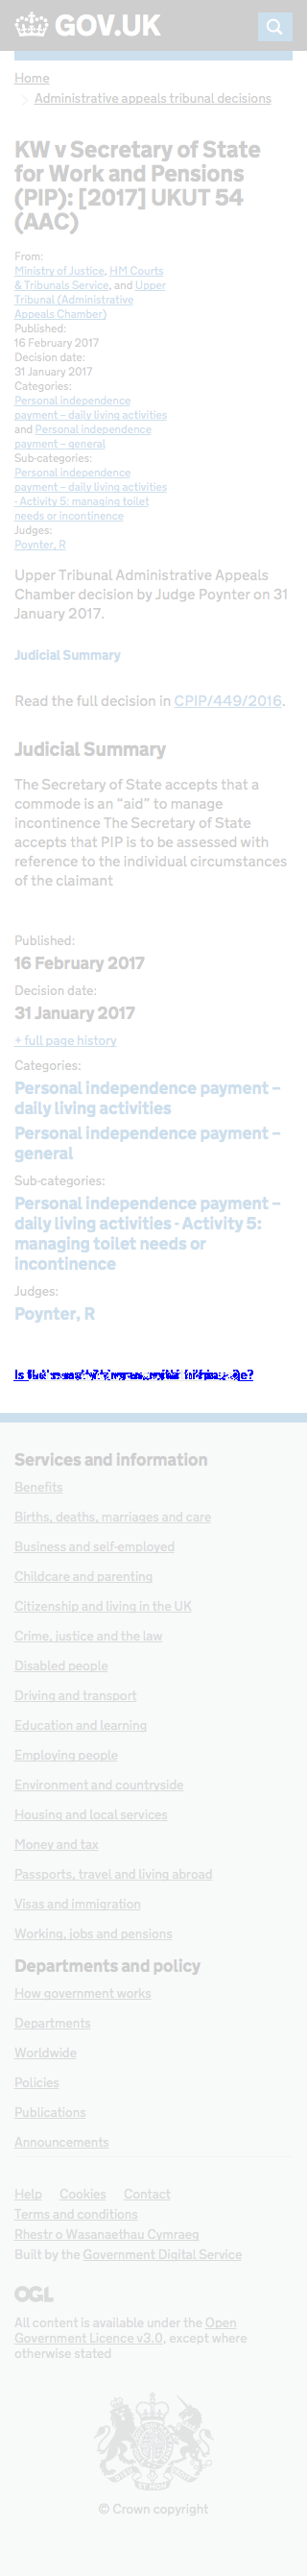 GOV.UK
Home
Administrative appeals tribunal decisions
KW v Secretary of State
for Work and Pensions
(PIP): [2017] UKUT 54
(AAC)
From:
Ministry of Justice, HM Courts
& Tribunals Service, and Upper
Tribunal (Administrative
Appeals Chamber)
Published:
16 February 2017
Decision date:
31 January 2017
Categories:
Personal independence
payment – daily living activities
and Personal independence
payment – general
Sub-categories:
Personal independence
payment – daily living activities
- Activity 5: managing toilet
needs or incontinence
Judges:
Poynter, R
Upper Tribunal Administrative Appeals
Chamber decision by Judge Poynter on 31
January 2017.
Judicial Summary
Read the full decision in CPIP/449/2016.
Judicial Summary
The Secretary of State accepts that a
commode is an “aid” to manage
incontinence The Secretary of State
accepts that PIP is to be assessed with
reference to the individual circumstances
of the claimant
Published:
16 February 2017
Decision date:
31 January 2017
+ full page history
Categories:
Personal independence payment –
daily living activities
Personal independence payment –
general
Sub-categories:
Personal independence payment –
daily living activities - Activity 5:
managing toilet needs or
incontinence
Judges:
Poynter, R
Services and information
Benefits
Births, deaths, marriages and care
Business and self-employed
Childcare and parenting
Citizenship and living in the UK
Crime, justice and the law
Disabled people
Driving and transport
Education and learning
Employing people
Environment and countryside
Housing and local services
Money and tax
Passports, travel and living abroad
Visas and immigration
Working, jobs and pensions
Departments and policy
How government works
Departments
Worldwide
Policies
Publications
Announcements
Help Cookies Contact
Terms and conditions
Rhestr o Wasanaethau Cymraeg
Built by the Government Digital Service
OGL
All content is available under the Open
Government Licence v3.0, except where
otherwise stated
© Crown copyright